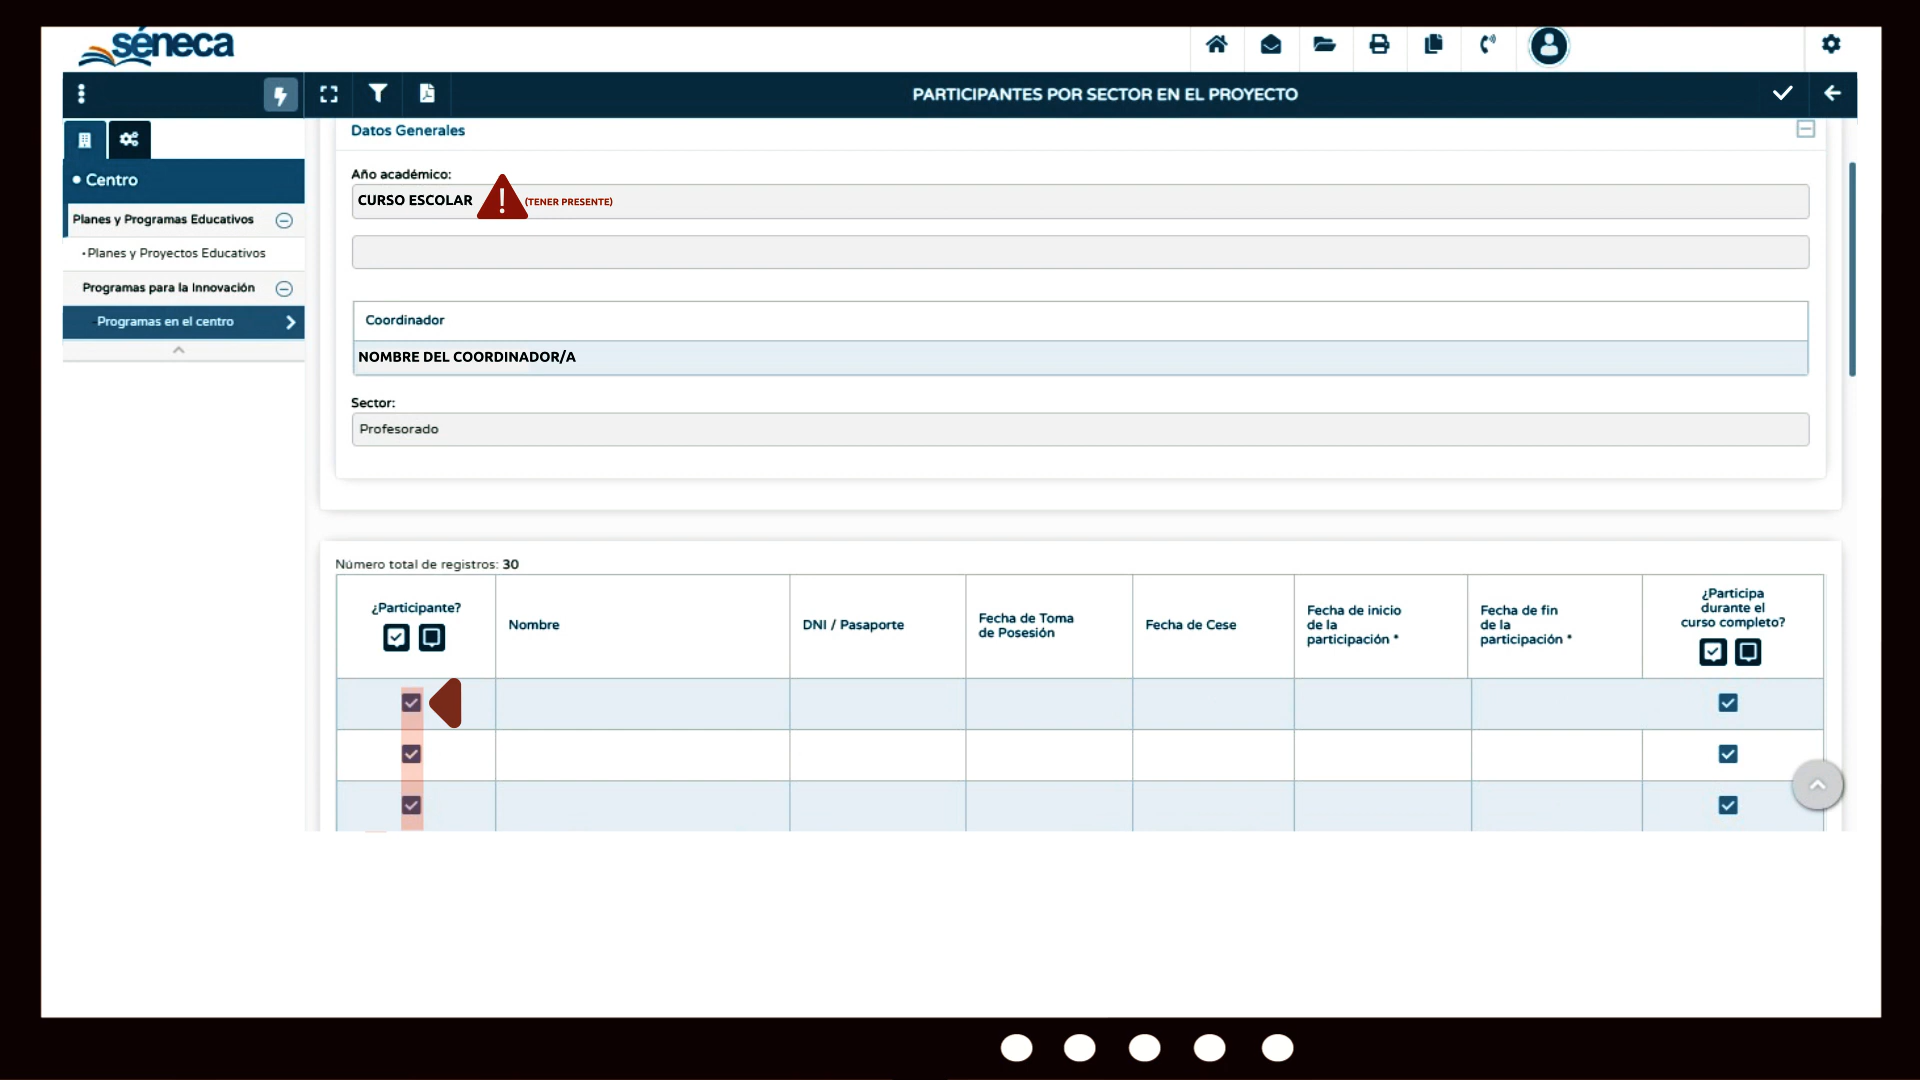 séneca
PARTICIPANTES POR SECTOR EN EL PROYECTO
Centro
Planes y Programas Educativos
·Planes y Proyectos Educativos
Programas para la Innovación
-Programas en el centro
Datos Generales
Año académico:
CURSO ESCOLAR ! (TENER PRESENTE)
Coordinador
NOMBRE DEL COORDINADOR/A
Sector:
Profesorado
Número total de registros: 30
¿Participante?
Nombre
DNI / Pasaporte
Fecha de Toma
de Posesión
Fecha de Cese
Fecha de inicio
de la
participación *
Fecha de fin
de la
participación *
¿Participa
durante el
curso completo?